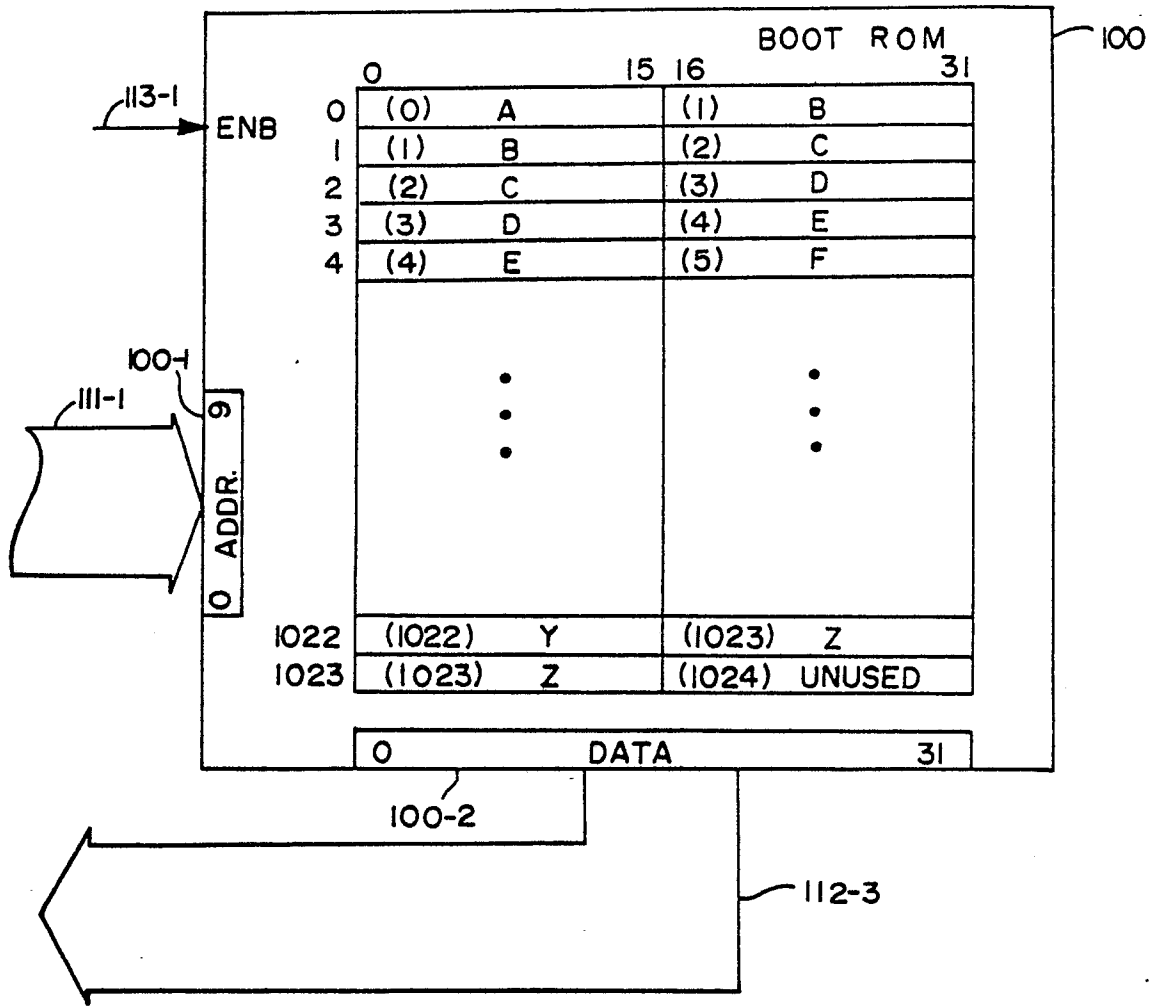 BOOT ROM
100
0 15 16 31
113-1
ENB
0 (0) A (1) B
1 (1) B (2) C
2 (2) C (3) D
3 (3) D (4) E
4 (4) E (5) F
100-1
111-1
0 ADDR. 9
1022 (1022) Y (1023) Z
1023 (1023) Z (1024) UNUSED
0 DATA 31
100-2
112-3